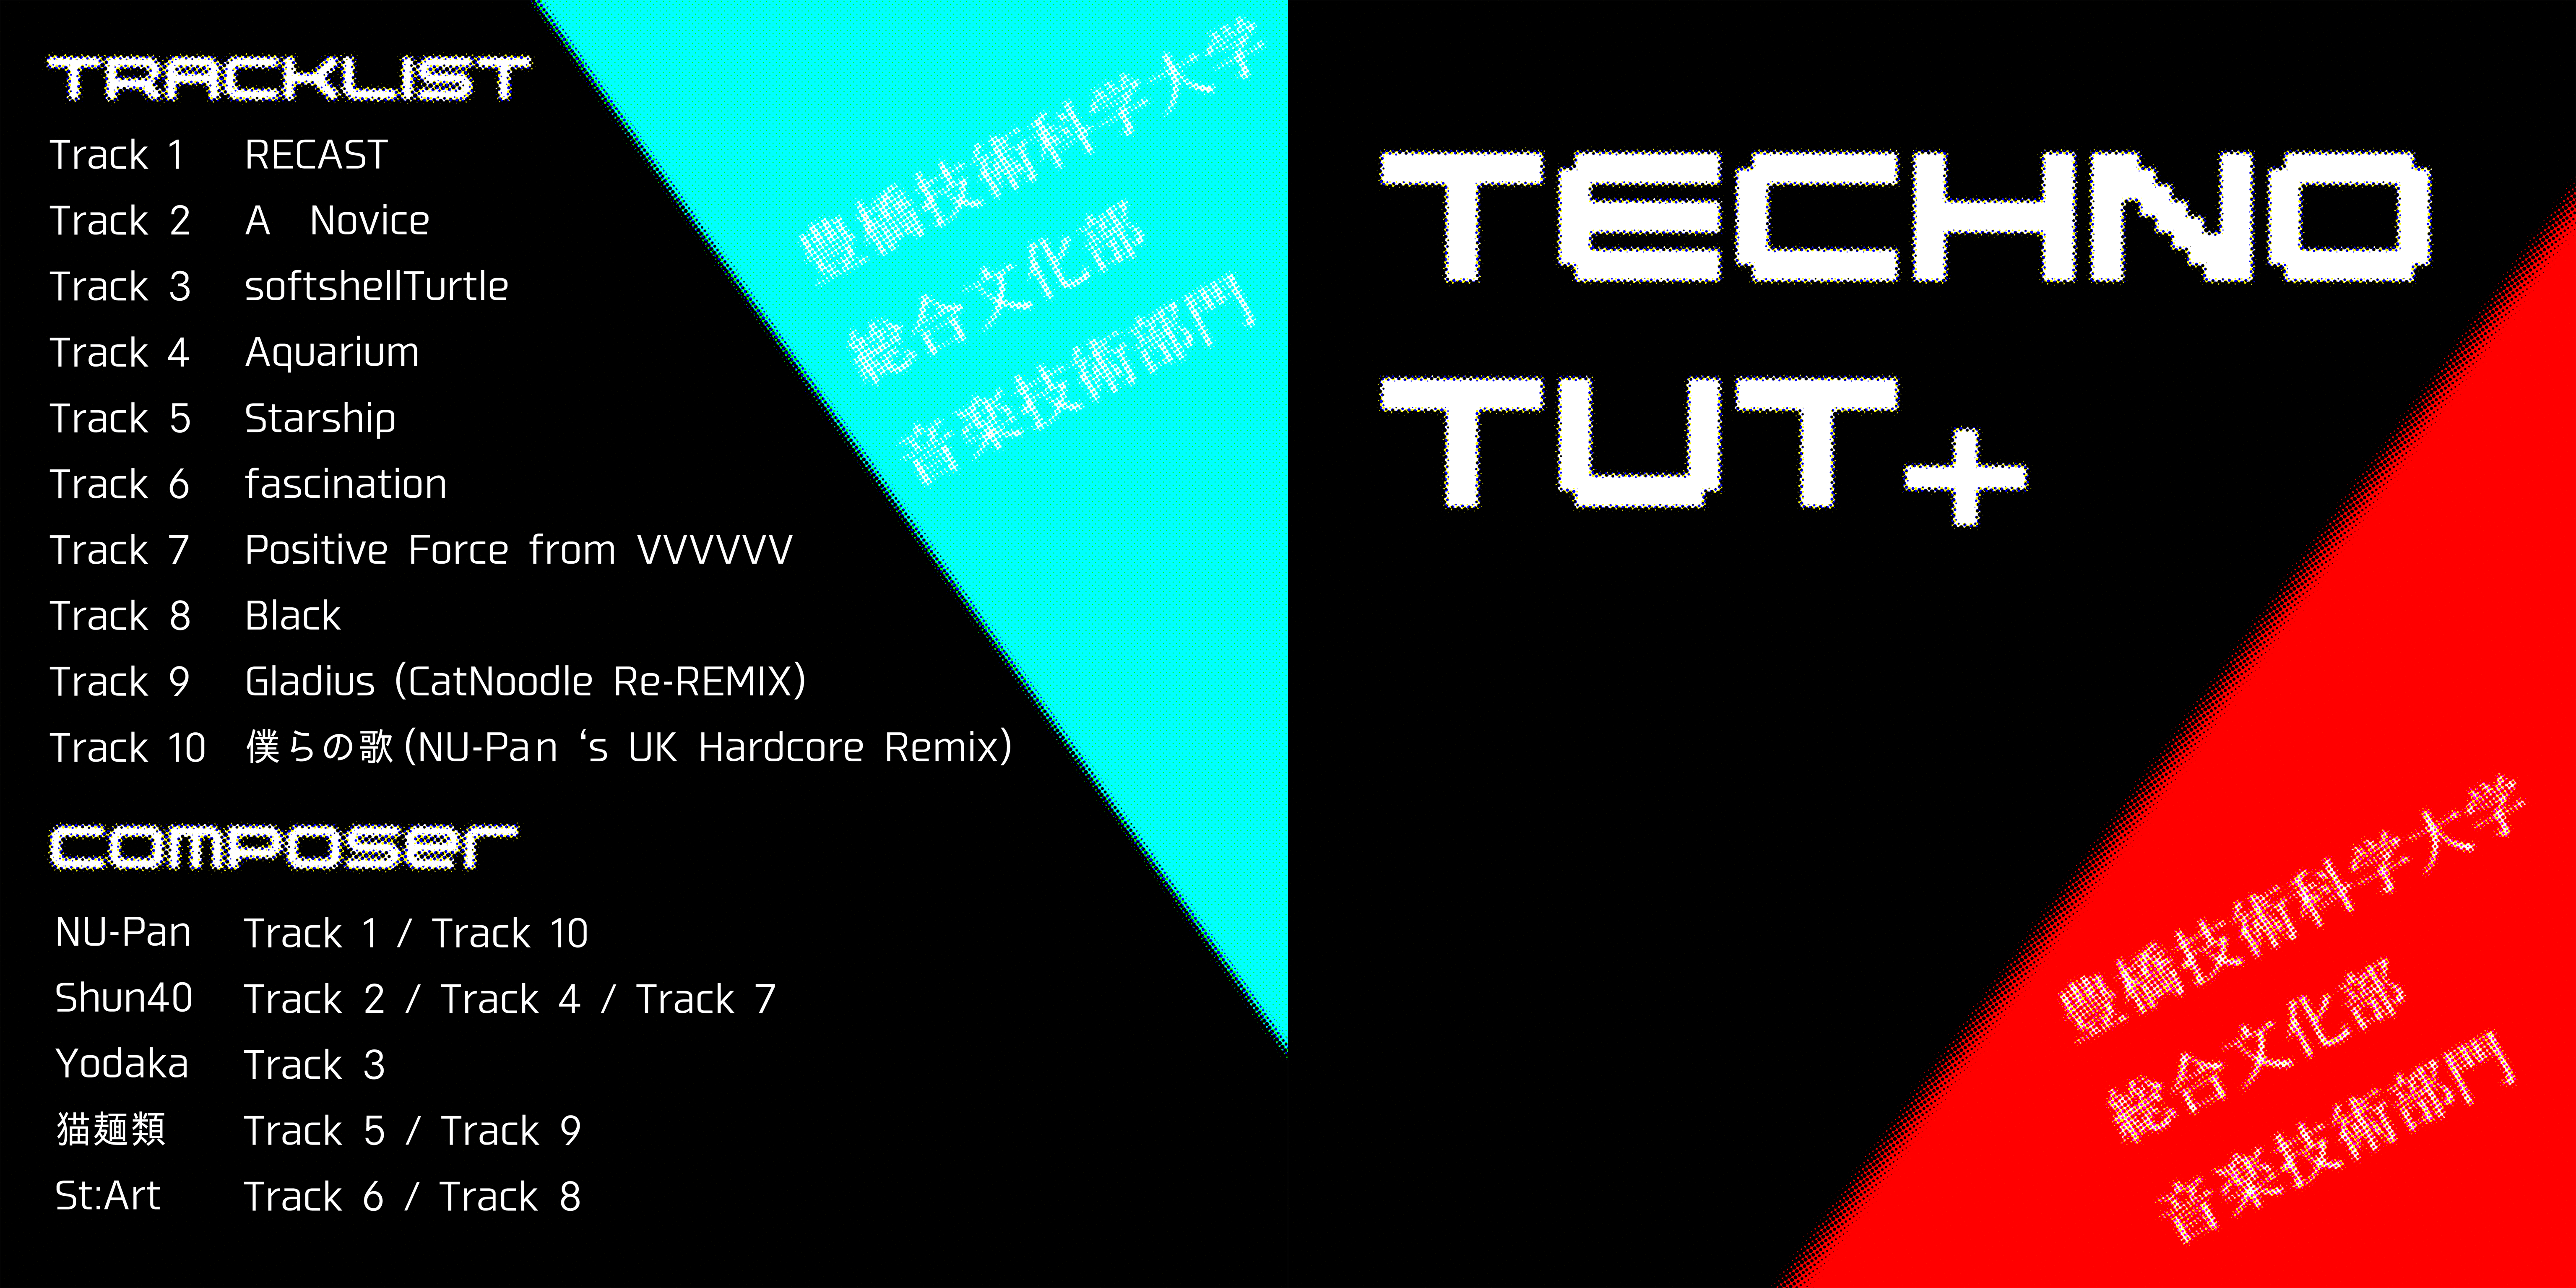 TRACKLIST
Track 1 RECAST
Track 2 A　Novice
Track 3 softshellTurtle
Track 4 Aquarium
Track 5 Starship
Track 6 fascination
Track 7 Positive Force from VVVVVV
Track 8 Black
Track 9 Gladius (CatNoodle Re-REMIX)
Track 10 僕らの歌(NU-Pan ‘s UK Hardcore Remix)
composer
NU-Pan Track 1 / Track 10
Shun40 Track 2 / Track 4 / Track 7
Yodaka Track 3
猫麺類 Track 5 / Track 9
St:Art Track 6 / Track 8
豊橋技術科学大学
総合文化部
音楽技術部門
TECHNO
TUT+
豊橋技術科学大学
総合文化部
音楽技術部門